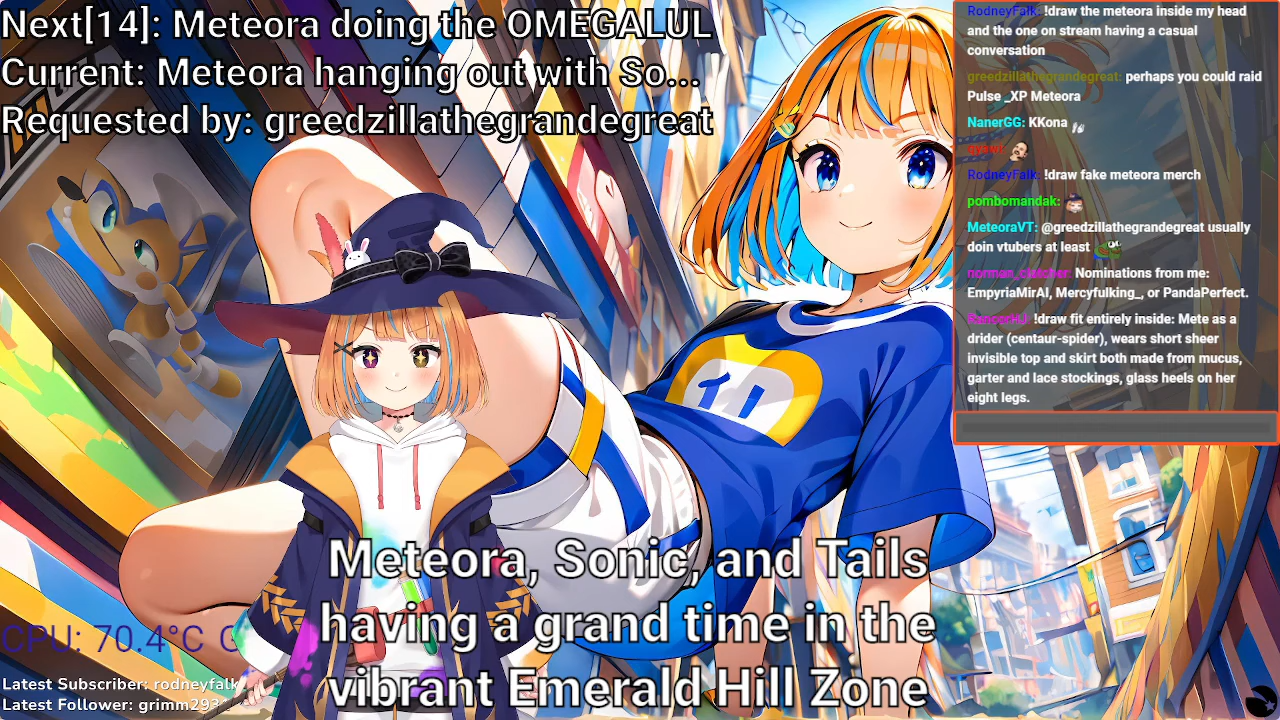 Next[14]: Meteora doing the OMEGALUL
Current: Meteora hanging out with So...
Requested by: greedzillathegrandegreat
RodneyFalk: !draw the meteora inside my head
and the one on stream having a casual
conversation
greedzillathegrandegreat: perhaps you could raid
Pulse _XP Meteora
NanerGG: KKona
RodneyFalk: !draw fake meteora merch
pombomandak:
MeteoraVT: @greedzillathegrandegreat usually
doin vtubers at least
Nominations from me:
EmpyriaMirAI, Mercyfulking_, or PandaPerfect.
!draw fit entirely inside: Mete as a
drider (centaur-spider), wears short sheer
invisible top and skirt both made from mucus,
garter and lace stockings, glass heels on her
eight legs.
11
Meteora, Sonic, and Tails
having a grand time in the
vibrant Emerald Hill Zone
CPU: 70.4°C
Latest Subscriber: rodneyfalk
Latest Follower: